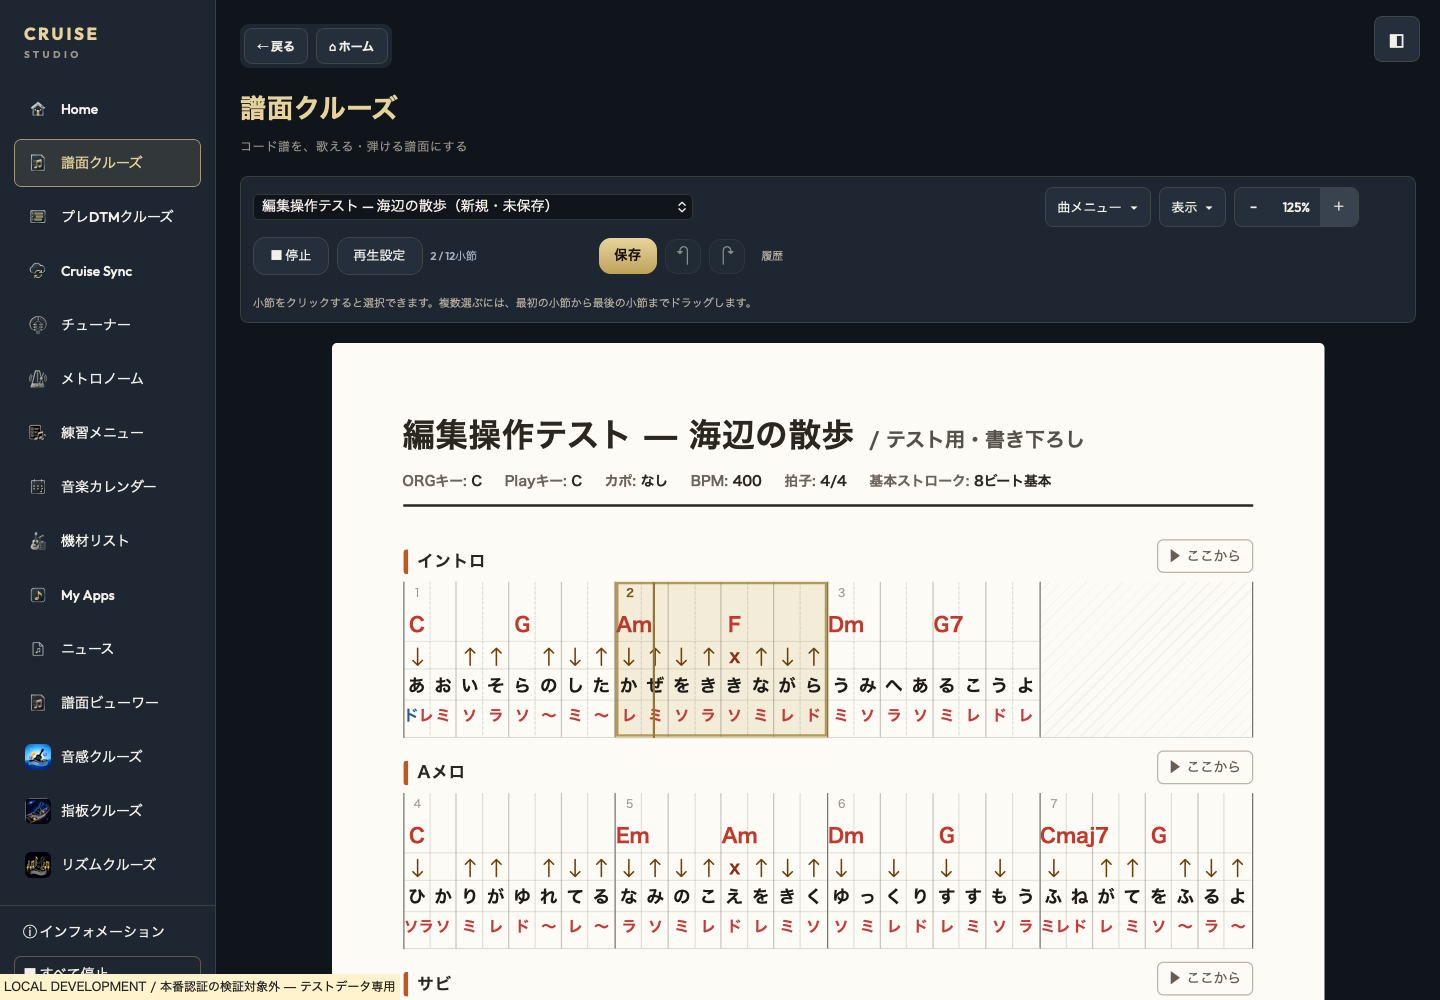 CRUISE
STUDIO
Home
譜面クルーズ
プレDTMクルーズ
Cruise Sync
チューナー
メトロノーム
練習メニュー
音楽カレンダー
機材リスト
My Apps
ニュース
譜面ビューワー
音感クルーズ
指板クルーズ
リズムクルーズ
ⓘ インフォメーション
■ すべて停止
LOCAL DEVELOPMENT / 本番認証の検証対象外 — テストデータ専用
←戻る ⌂ホーム
譜面クルーズ
コード譜を、歌える・弾ける譜面にする
編集操作テスト — 海辺の散歩（新規・未保存） 曲メニュー 表示 − 125% +
■ 停止 再生設定 2 / 12小節 保存 履歴
小節をクリックすると選択できます。複数選ぶには、最初の小節から最後の小節までドラッグします。
編集操作テスト — 海辺の散歩 / テスト用・書き下ろし
ORGキー: C Playキー: C カポ: なし BPM: 400 拍子: 4/4 基本ストローク: 8ビート基本
イントロ ▶ ここから
1 2 3
C G Am F Dm G7
↓ ↑ ↑ ↑ ↓ ↑ ↓ ↑ ↓ ↑ x ↑ ↓ ↑
あ お い そ ら の し た か ぜ を き き な が ら う み へ あ る こ う よ
ドレ ミ ソ ラ ソ 〜 ミ 〜 レ ミ ソ ラ ソ ミ レ ド ミ ソ ラ ソ ミ レ ド レ
Aメロ ▶ ここから
4 5 6 7
C Em Am Dm G Cmaj7 G
↓ ↑ ↑ ↑ ↓ ↑ ↓ ↑ ↓ ↑ x ↑ ↓ ↑ ↓ ↓ ↓ ↓ ↓ ↑ ↑ ↑ ↓ ↑
ひ か り が ゆ れ て る な み の こ え を き く ゆ っ く り す す も う ふ ね が て を ふ る よ
ソラ ソ ミ レ ド 〜 レ 〜 ラ ソ ミ レ ド レ ミ ソ ソ ミ レ ド レ ミ ソ ラ ミレ ド レ ミ ソ 〜 ラ 〜
サビ ▶ ここから